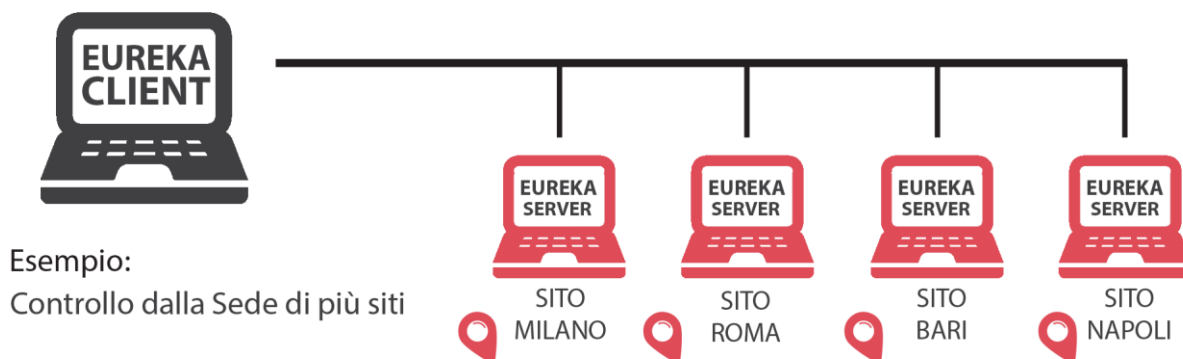 EUREKA
CLIENT
Esempio:
Controllo dalla Sede di più siti
EUREKA
SERVER
SITO
MILANO
EUREKA
SERVER
SITO
ROMA
EUREKA
SERVER
SITO
BARI
EUREKA
SERVER
SITO
NAPOLI